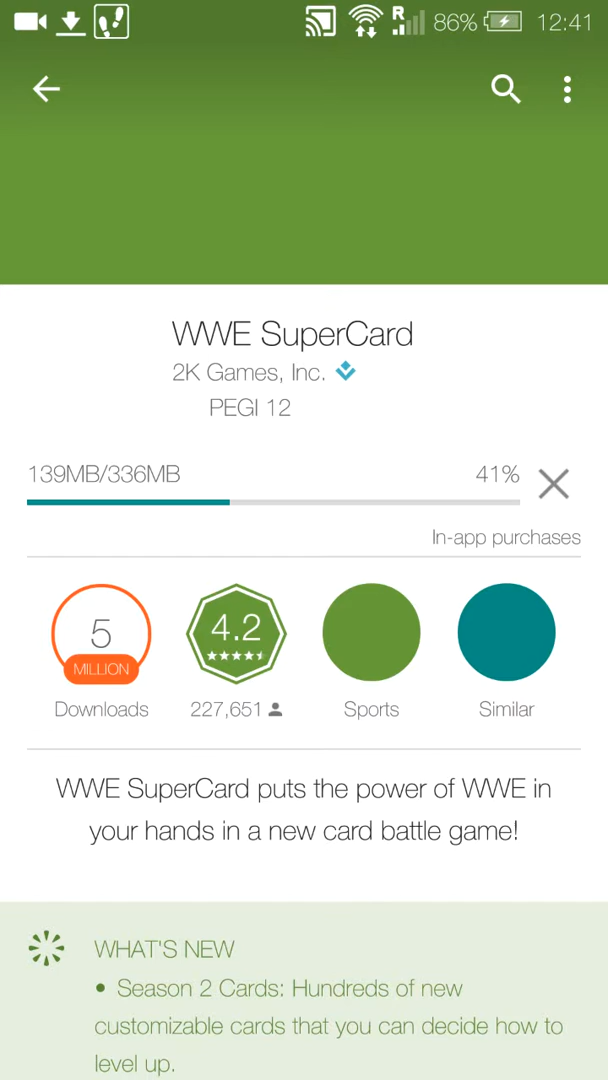 R 86% 12:41
WWE SuperCard
2K Games, Inc.
PEGI 12
139MB/336MB 41%
In-app purchases
5 4.2
MILLION
Downloads 227,651 Sports Similar
WWE SuperCard puts the power of WWE in
your hands in a new card battle game!
WHAT'S NEW
• Season 2 Cards: Hundreds of new
customizable cards that you can decide how to
level up.